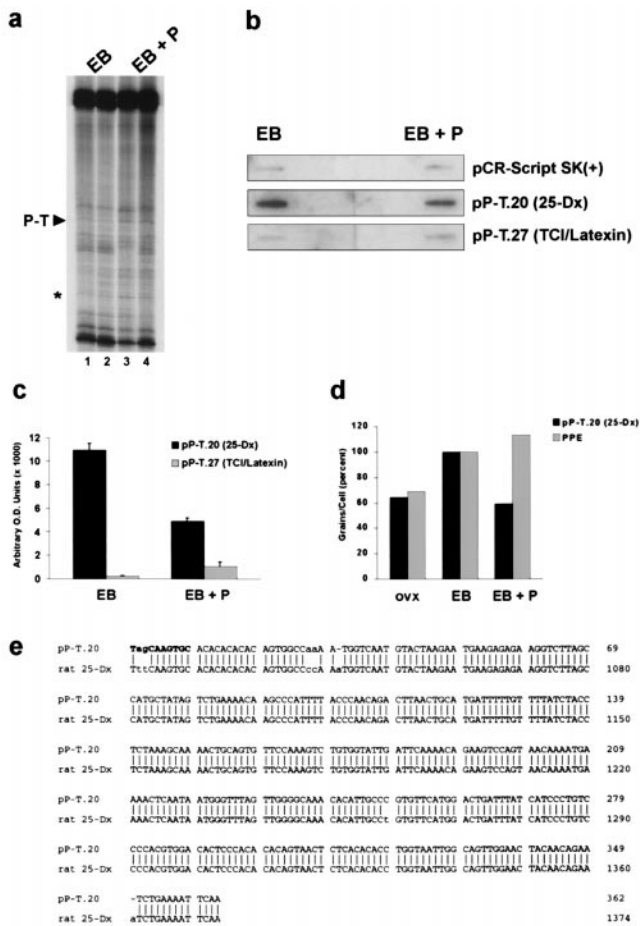 a
EB
EB + P
P-T
*
1 2 3 4
b
EB EB + P
pCR-Script SK(+)
pP-T.20 (25-Dx)
pP-T.27 (TCI/Latexin)
c
pP-T.20 (25-Dx)
pP-T.27 (TCI/Latexin)
Arbitrary O.D. Units (x 1000)
12
10
8
6
4
2
0
EB EB + P
d
pP-T.20 (25-Dx)
PPE
Grains/Cell (percent)
120
100
80
60
40
20
0
ovx EB EB + P
e
pP-T.20 TagCAAGTGC ACACACACAC AGTGGCCaaA A-TGGTCAAT GTACTAAGAA TGAAGAGAGA AGGTCTTAGC 69
rat 25-Dx TttCAAGTGC ACACACACAC AGTGGCCccA AaTGGTCAAT GTACTAAGAA TGAAGAGAGA AGGTCTTAGC 1080
pP-T.20 CATGCTATAG TCTGAAAACA AGCCCATTTT ACCCAACAGA CTTAACTGCA TGATTTTTGT TTTTATCTACC 139
rat 25-Dx CATGCTATAG TCTGAAAACA AGCCCATTTT ACCCAACAGA CTTAACTGCA TGATTTTTGT TTTTATCTACC 1150
pP-T.20 TCTAAAGCAA AACTGCAGTG TTCCAAAGTC TGTGGTATTG ATTCAAAACA GAAGTCCAGT AACAAAATGA 209
rat 25-Dx TCTAAAGCAA AACTGCAGTG TTCCAAAGTC TGTGGTATTG ATTCAAAACA GAAGTCCAGT AACAAAATGA 1220
pP-T.20 AAACTCAATA ATGGGTTTAG TTGGGGCAAA CACATTGCCC GTGTTCATGG ACTGATTTAT CATCCCTGTC 279
rat 25-Dx AAACTCAATA ATGGGTTTAG TTGGGGCAAA CACATTGCCt GTGTTCATGG ACTGATTTAT CATCCCTGTC 1290
pP-T.20 CCCACGTGGA CACTCCCACA CACAGTAACT CTCACACACC TGGTAATTGG CAGTTGGAAC TACAACAGAA 349
rat 25-Dx CCCACGTGGA CACTCCCACA CACAGTAACT CTCACACACC TGGTAATTGG CAGTTGGAAC TACAACAGAA 1360
pP-T.20 -TCTGAAAAT TCAA 362
rat 25-Dx aTCTGAAAAT TCAA 1374